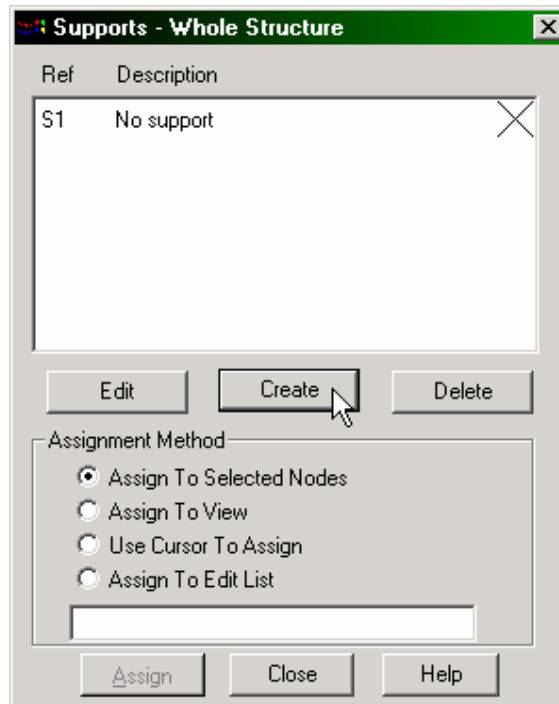 Supports - Whole Structure
Ref Description
S1 No support
Edit Create Delete
Assignment Method
Assign To Selected Nodes
Assign To View
Use Cursor To Assign
Assign To Edit List
Assign Close Help